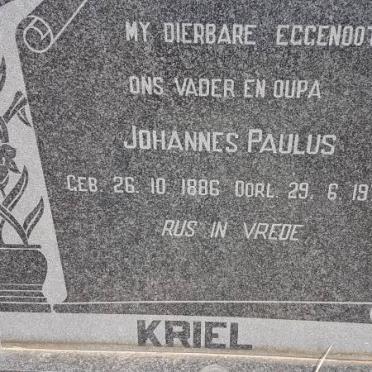 MY DIERBARE EGGENOOT
ONS VADER EN OUPA
JOHANNES PAULUS
GEB. 26. 10. 1886 OORL. 29. 6. 19
RUS IN VREDE
KRIEL